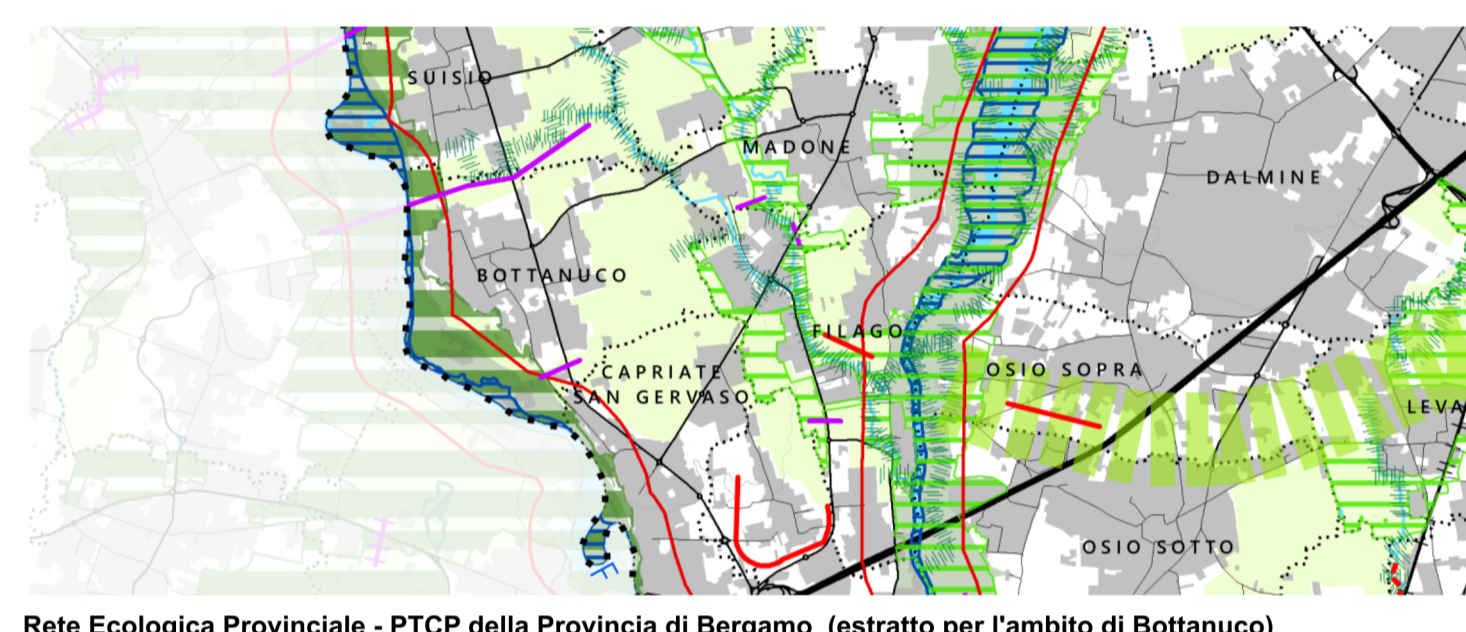 SUISIO
MADONE
DALMINE
BOTTANUCO
FILAGO
CAPRIATE
SAN GERVASO
OSIO SOPRA
LEVA
OSIO SOTTO
Rete Ecologica Provinciale - PTCP della Provincia di Bergamo (estratto per l'ambito di Bottanuco)